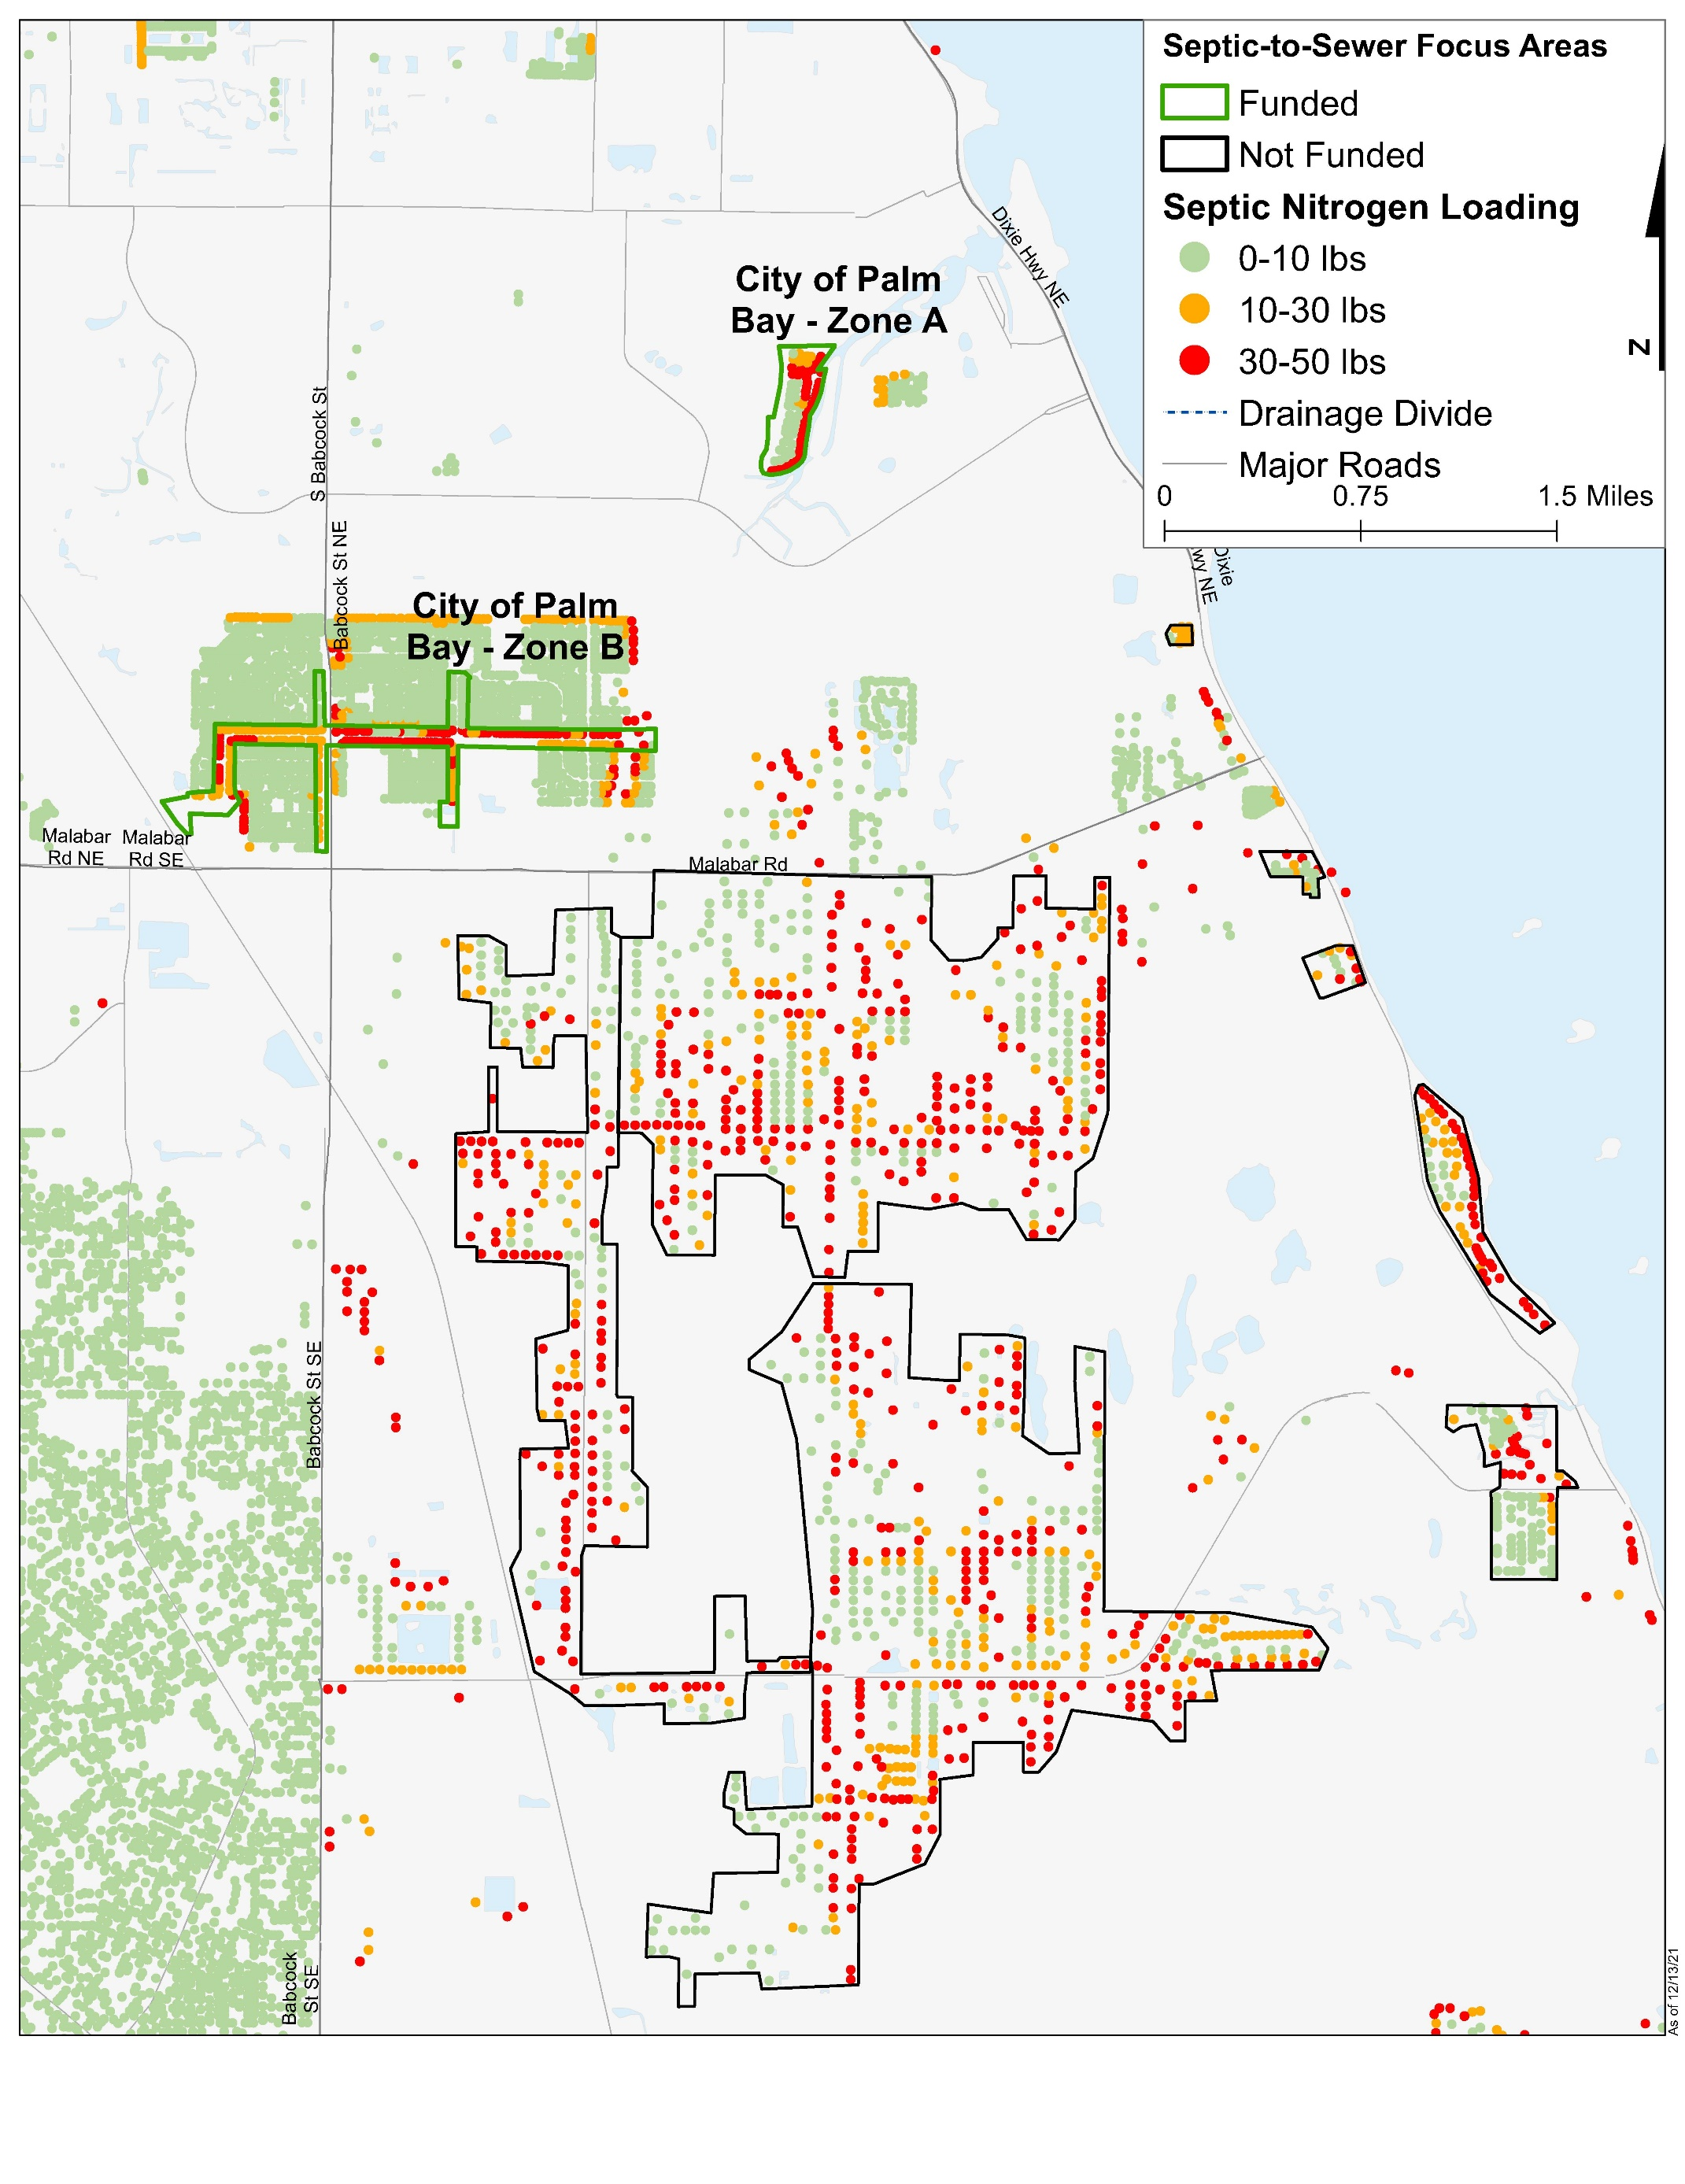 Septic-to-Sewer Focus Areas
Funded
Not Funded
Septic Nitrogen Loading
0-10 lbs
10-30 lbs
30-50 lbs
Drainage Divide
Major Roads
0 0.75 1.5 Miles
N
Dixie Hwy NE
City of Palm
Bay - Zone A
S Babcock St
Babcock St NE
Dixie
wy NE
City of Palm
Bay - Zone B
Malabar
Rd NE
Malabar
Rd SE
Malabar Rd
Babcock St SE
Babcock
St SE
As of 12/13/21